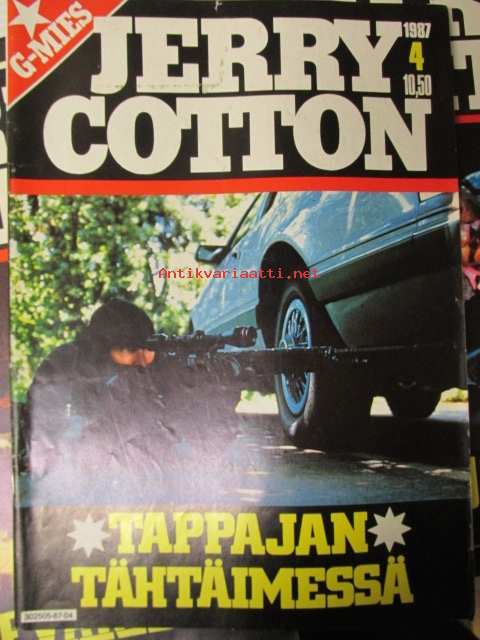 G-MIES
JERRY
COTTON
1987
4
10,50
Antikvariaatti.net
TAPPAJAN
TÄHTÄIMESSÄ
302505-87-04